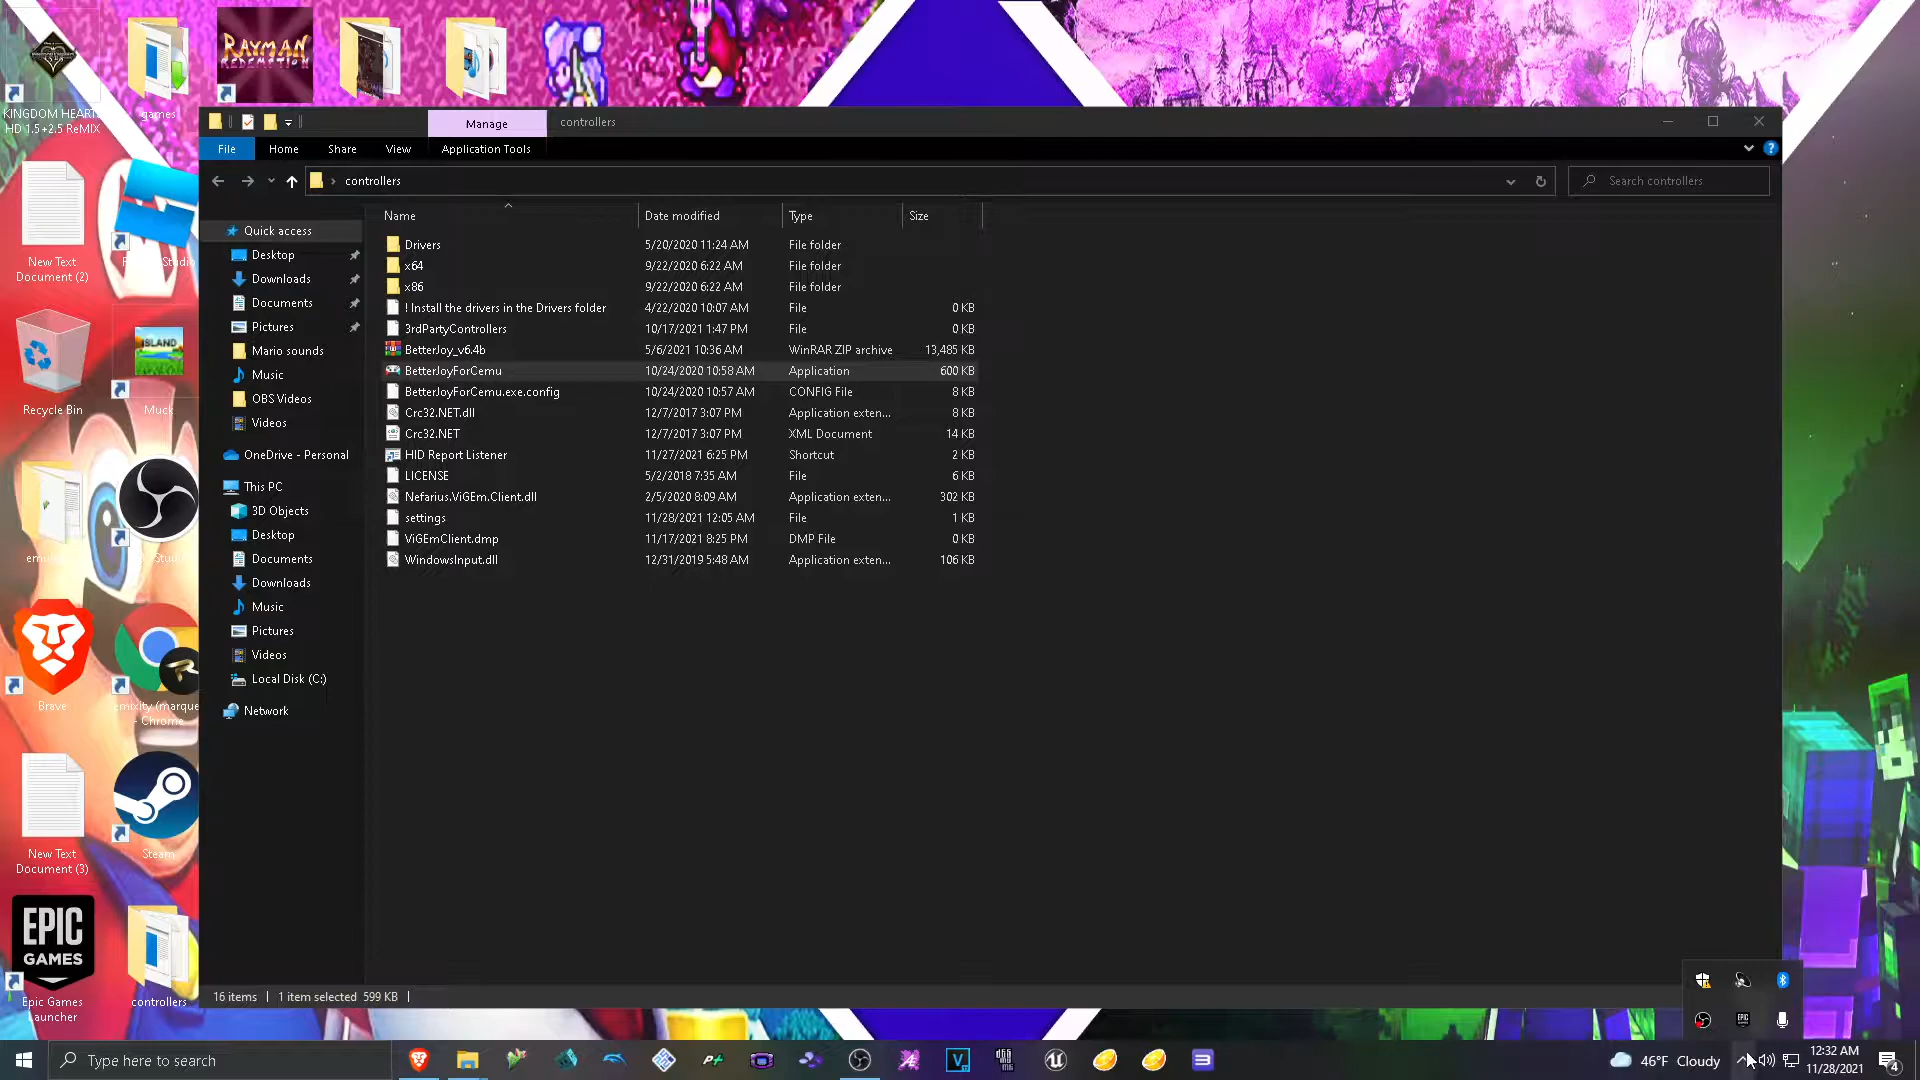 KINGDOM HEARTS
HD 1.5+2.5 ReMIX
games
RAYMAN
REDEMPTION
Manage
controllers
File
Home
Share
View
Application Tools
controllers
Search controllers
Name
Date modified
Type
Size
Quick access
Desktop
Downloads
Documents
Pictures
Mario sounds
Music
OBS Videos
Videos
OneDrive - Personal
This PC
3D Objects
Desktop
Documents
Downloads
Music
Pictures
Videos
Local Disk (C:)
Network
Drivers 5/20/2020 11:24 AM File folder
x64 9/22/2020 6:22 AM File folder
x86 9/22/2020 6:22 AM File folder
! Install the drivers in the Drivers folder 4/22/2020 10:07 AM File 0 KB
3rdPartyControllers 10/17/2021 1:47 PM File 0 KB
BetterJoy_v6.4b 5/6/2021 10:36 AM WinRAR ZIP archive 13,485 KB
BetterJoyForCemu 10/24/2020 10:58 AM Application 600 KB
BetterJoyForCemu.exe.config 10/24/2020 10:57 AM CONFIG File 8 KB
Crc32.NET.dll 12/7/2017 3:07 PM Application exten... 8 KB
Crc32.NET 12/7/2017 3:07 PM XML Document 14 KB
HID Report Listener 11/27/2021 6:25 PM Shortcut 2 KB
LICENSE 5/2/2018 7:35 AM File 6 KB
Nefarius.ViGEm.Client.dll 2/5/2020 8:09 AM Application exten... 302 KB
settings 11/28/2021 12:05 AM File 1 KB
ViGEmClient.dmp 11/17/2021 8:25 PM DMP File 0 KB
WindowsInput.dll 12/31/2019 5:48 AM Application exten... 106 KB
16 items
1 item selected 599 KB
New Text
Document (2)
Studio
Recycle Bin
ISLAND
Muck
emu
Studio
Brave
emixlty (marque
- Chrome
New Text
Document (3)
Steam
EPIC
GAMES
Epic Games
Launcher
controllers
EPIC
Type here to search
46°F Cloudy
12:32 AM
11/28/2021
4